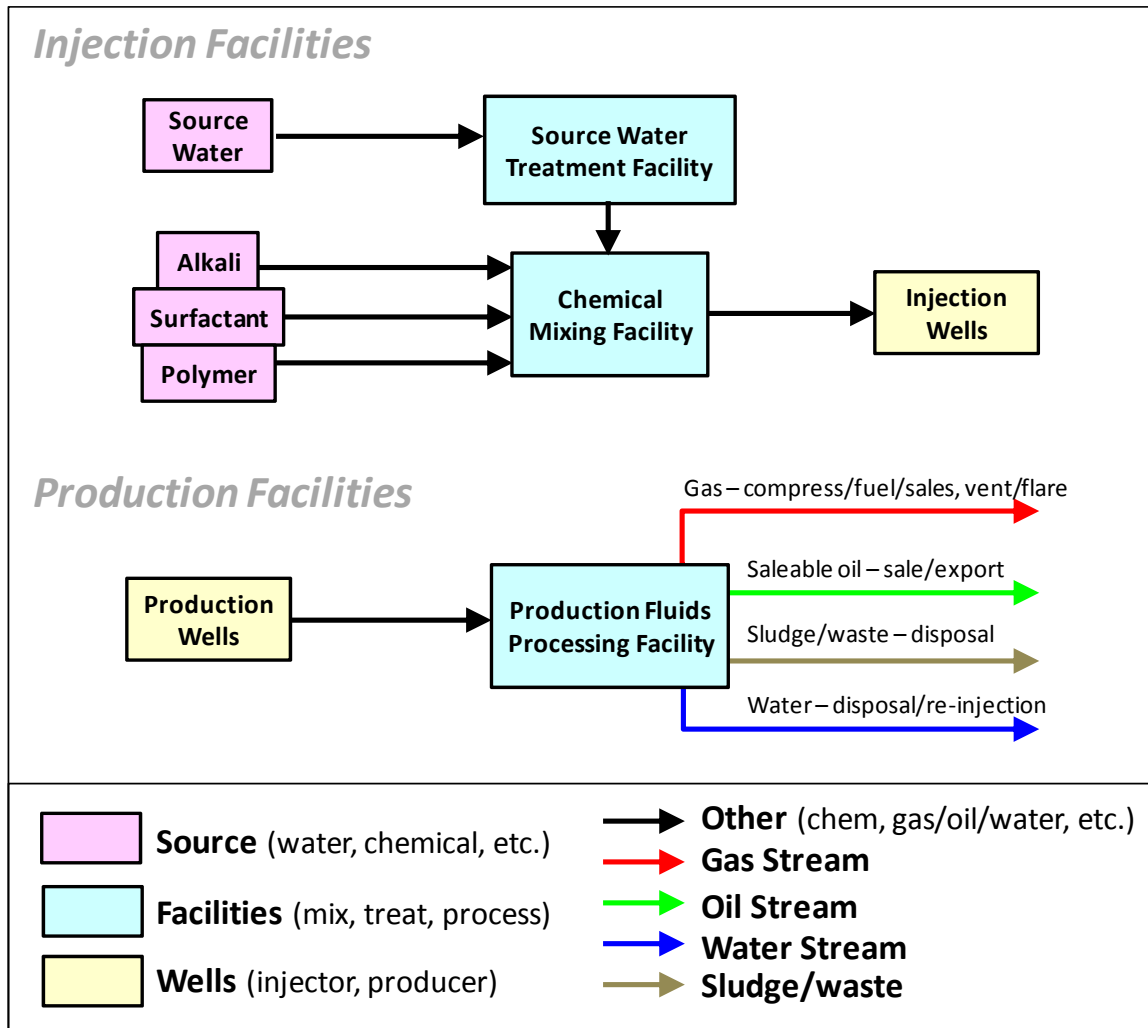 Injection Facilities
Source
Water
Source Water
Treatment Facility
Alkali
Surfactant
Polymer
Chemical
Mixing Facility
Injection
Wells
Production Facilities
Gas – compress/fuel/sales, vent/flare
Saleable oil – sale/export
Production
Wells
Production Fluids
Processing Facility
Sludge/waste – disposal
Water – disposal/re-injection
Source (water, chemical, etc.)
Facilities (mix, treat, process)
Wells (injector, producer)
Other (chem, gas/oil/water, etc.)
Gas Stream
Oil Stream
Water Stream
Sludge/waste